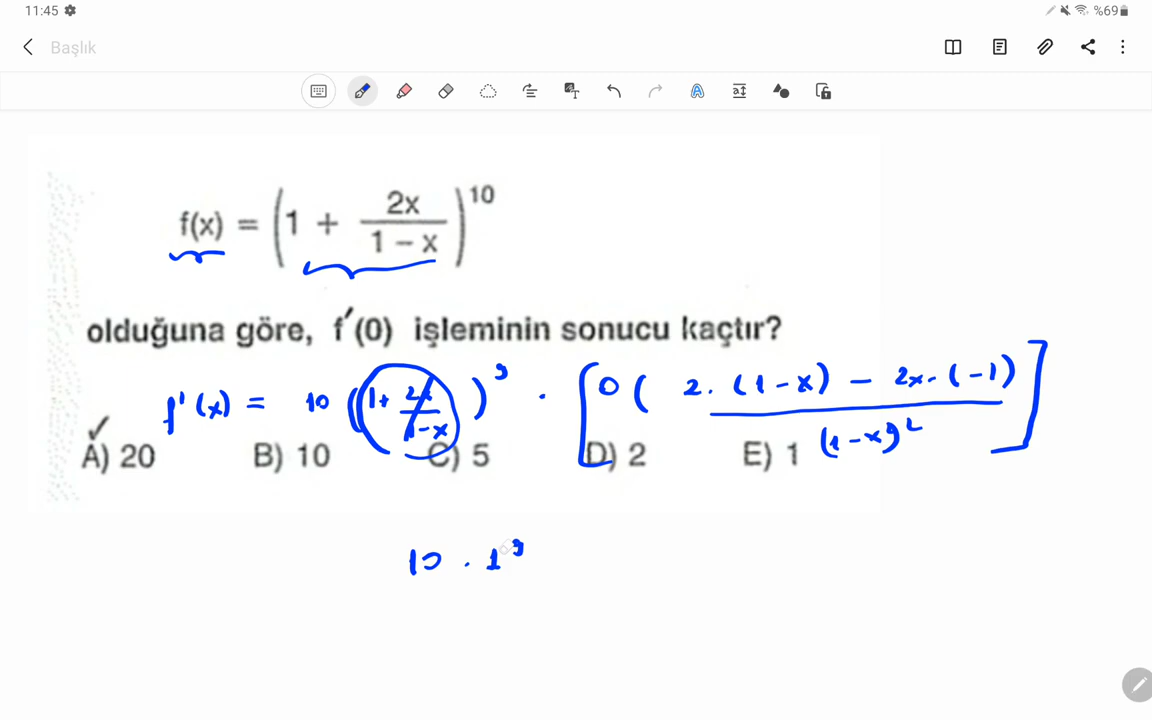 11:45 %69
Başlık
f(x) = (1 + 2x / 1 − x)^10
olduğuna göre, f'(0) işleminin sonucu kaçtır?
f'(x) = 10 (1 + 2x / 1-x)^9 · [0 ( 2·(1-x) - 2x·(-1) / (1-x)^2 ]
A) 20 B) 10 C) 5 D) 2 E) 1
10 · 1^9